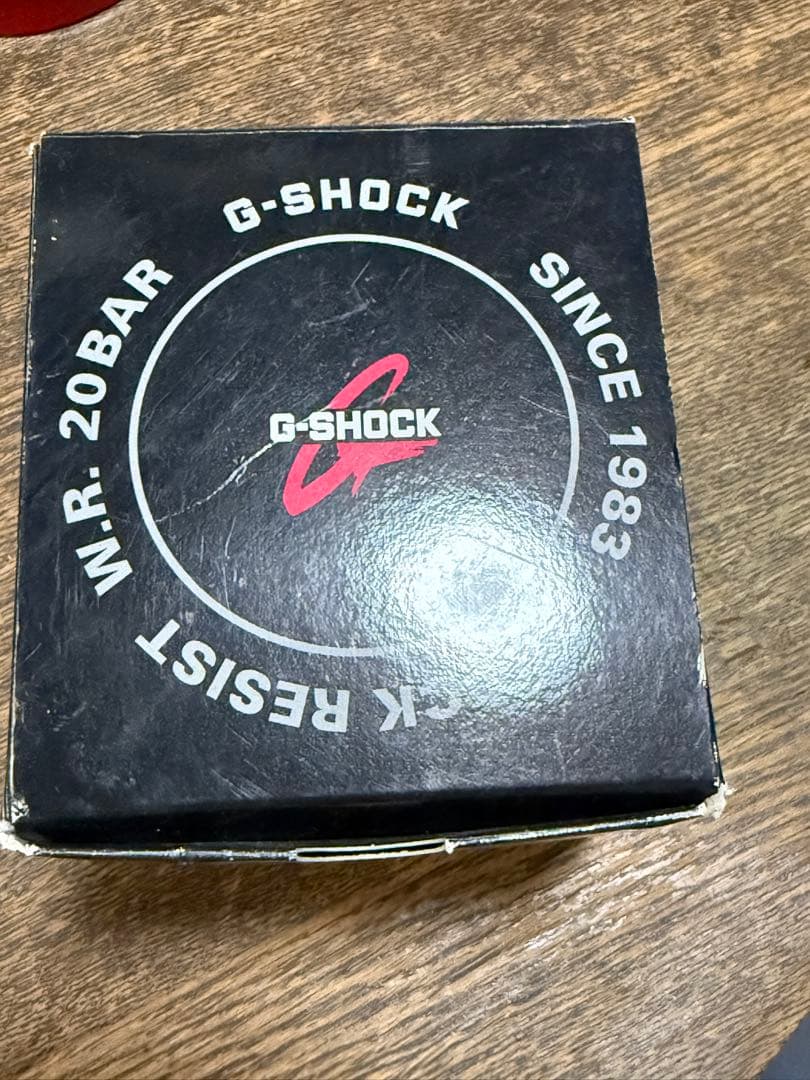 G-SHOCK
SINCE 1983
RESIST
W.R. 20BAR
G-SHOCK